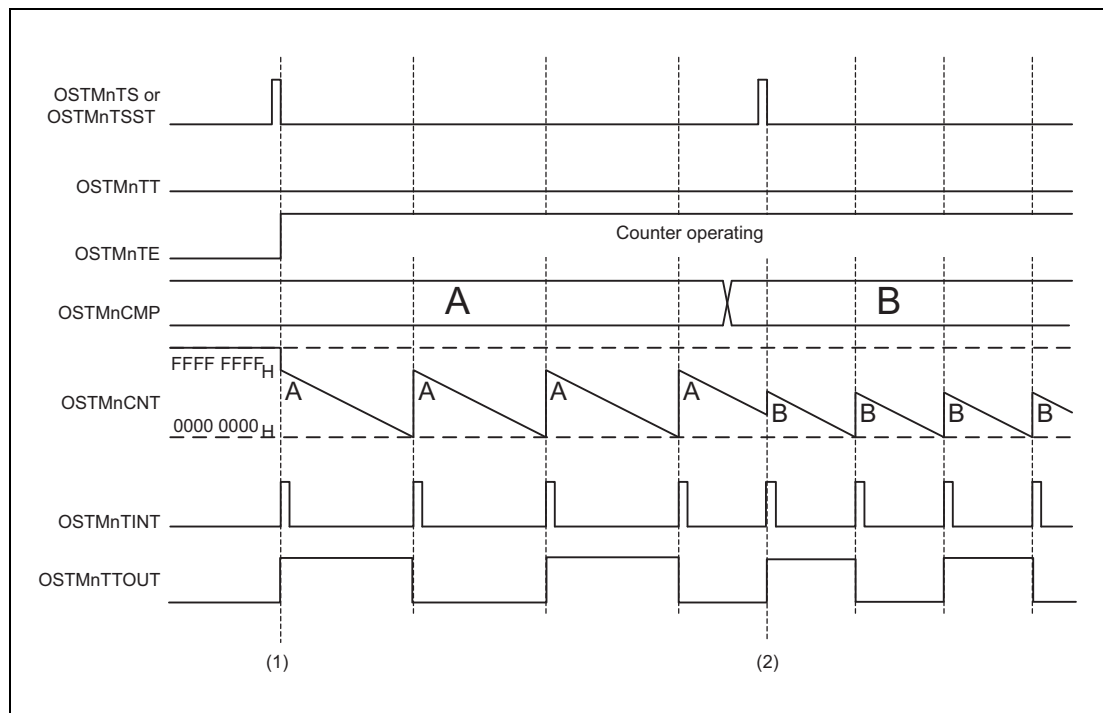 OSTMnTS or
OSTMnTSST
OSTMnTT
OSTMnTE
Counter operating
OSTMnCMP
A
B
FFFF FFFFH
OSTMnCNT
0000 0000H
A
A
A
A
B
B
B
B
OSTMnTINT
OSTMnTTOUT
(1)
(2)